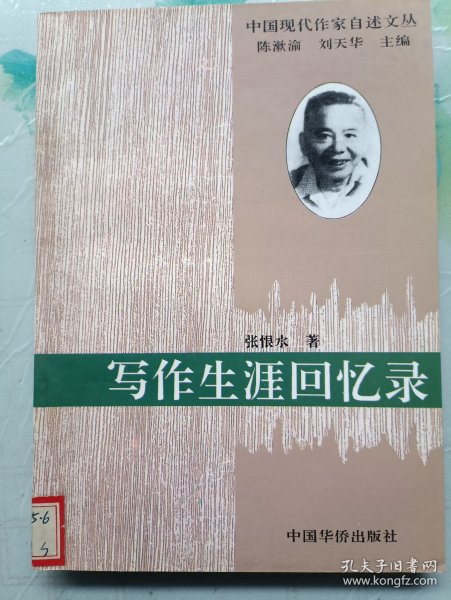 中国现代作家自述文丛
陈漱渝 刘天华 主编
张恨水 著
写作生涯回忆录
5·6
中国华侨出版社
孔夫子旧书网
www.kongfz.com